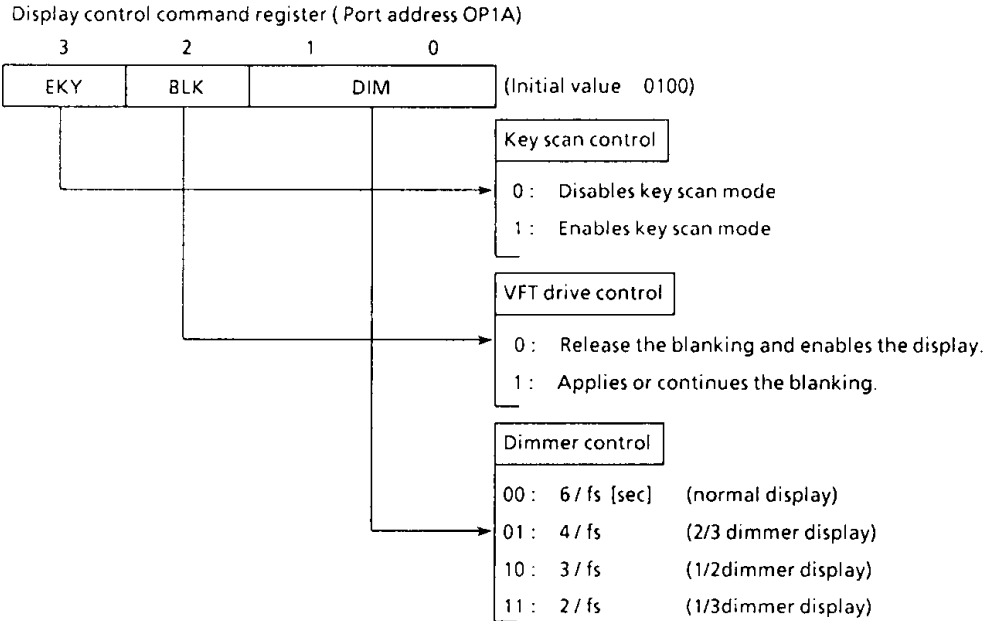 Display control command register ( Port address OP1A)
3 2 1 0
EKY BLK DIM (Initial value 0100)
Key scan control
0 : Disables key scan mode
1 : Enables key scan mode
VFT drive control
0 : Release the blanking and enables the display.
1 : Applies or continues the blanking.
Dimmer control
00 : 6 / fs [sec] (normal display)
01 : 4 / fs (2/3 dimmer display)
10 : 3 / fs (1/2dimmer display)
11 : 2 / fs (1/3dimmer display)